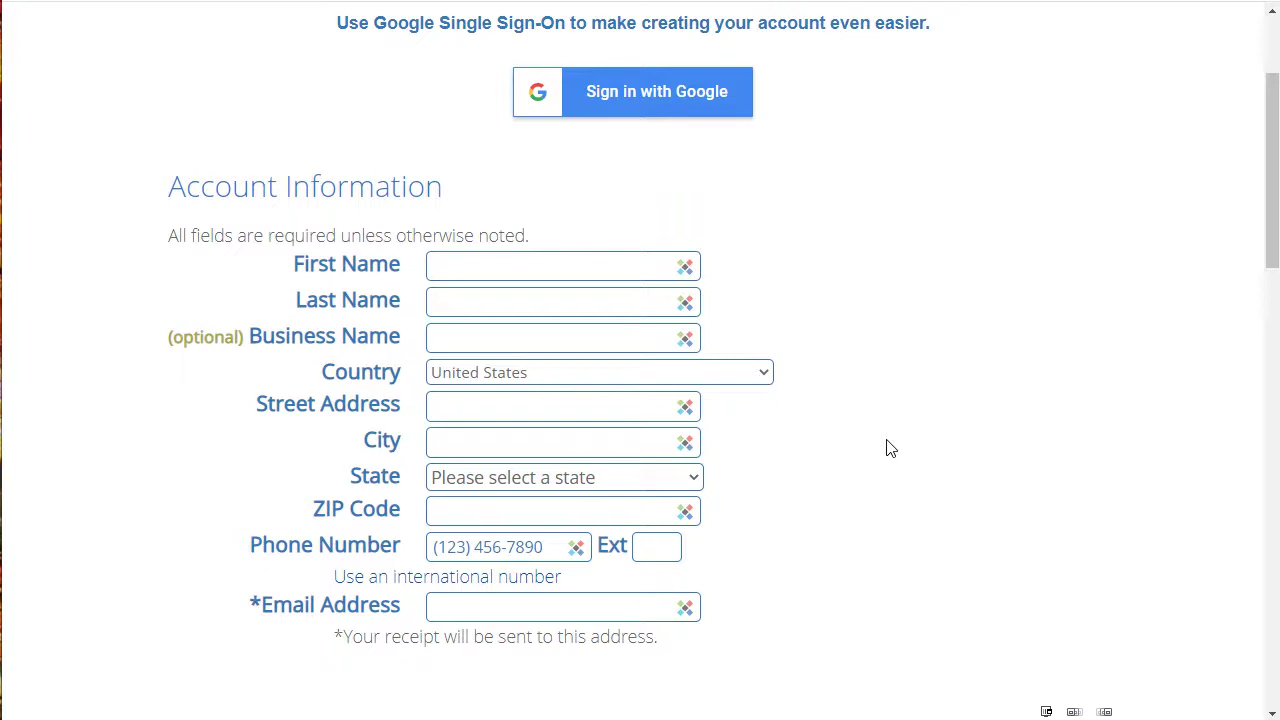 Use Google Single Sign-On to make creating your account even easier.
Sign in with Google
Account Information
All fields are required unless otherwise noted.
First Name
Last Name
(optional) Business Name
Country United States
Street Address
City
State Please select a state
ZIP Code
Phone Number (123) 456-7890 Ext
Use an international number
*Email Address
*Your receipt will be sent to this address.